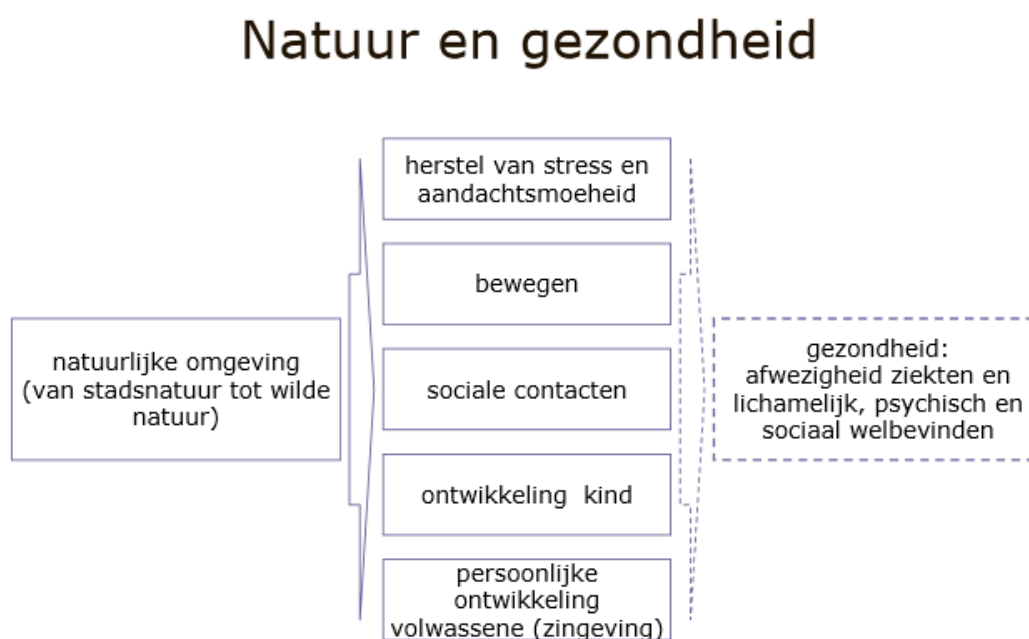 Natuur en gezondheid
herstel van stress en
aandachtsmoeheid
bewegen
natuurlijke omgeving
(van stadsnatuur tot wilde
natuur)
sociale contacten
gezondheid:
afwezigheid ziekten en
lichamelijk, psychisch en
sociaal welbevinden
ontwikkeling kind
persoonlijke
ontwikkeling
volwassene (zingeving)